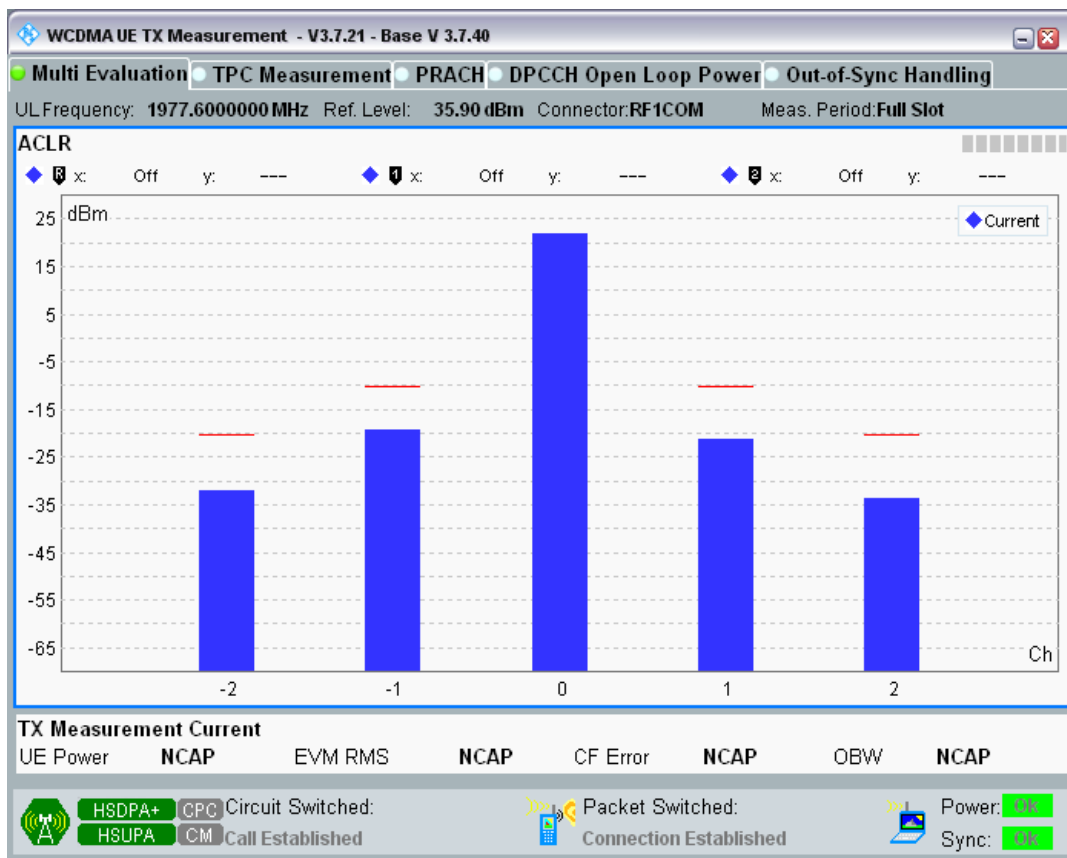 WCDMA UE TX Measurement - V3.7.21 - Base V 3.7.40
Multi Evaluation TPC Measurement PRACH DPCCH Open Loop Power Out-of-Sync Handling
UL Frequency: 1977.6000000 MHz Ref. Level: 35.90 dBm Connector:RF1COM Meas. Period:Full Slot
ACLR
R x: Off y: --- 1 x: Off y: --- 2 x: Off y: ---
dBm
Current
25
15
5
-5
-15
-25
-35
-45
-55
-65
Ch
-2 -1 0 1 2
TX Measurement Current
UE Power NCAP EVM RMS NCAP CF Error NCAP OBW NCAP
HSDPA+ CPC Circuit Switched: Packet Switched: Power: Ok
HSUPA CM Call Established Connection Established Sync: Ok